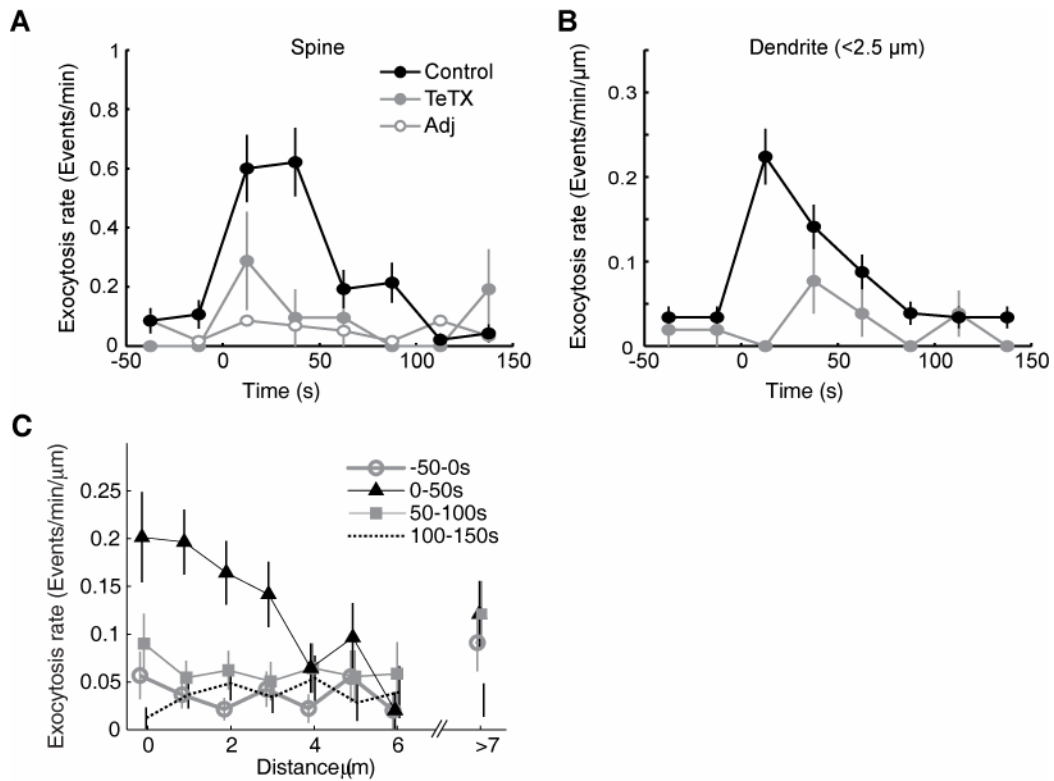 A
Spine
Control
TeTX
Adj
Exocytosis rate (Events/min)
1
0.8
0.6
0.4
0.2
0
-50 0 50 100 150
Time (s)
B
Dendrite (<2.5 µm)
Exocytosis rate (Events/min/µm)
0.3
0.2
0.1
0
-50 0 50 100 150
Time (s)
C
-50-0s
0-50s
50-100s
100-150s
Exocytosis rate (Events/min/µm)
0.25
0.2
0.15
0.1
0.05
0
0 2 4 6 // >7
Distance(µm)